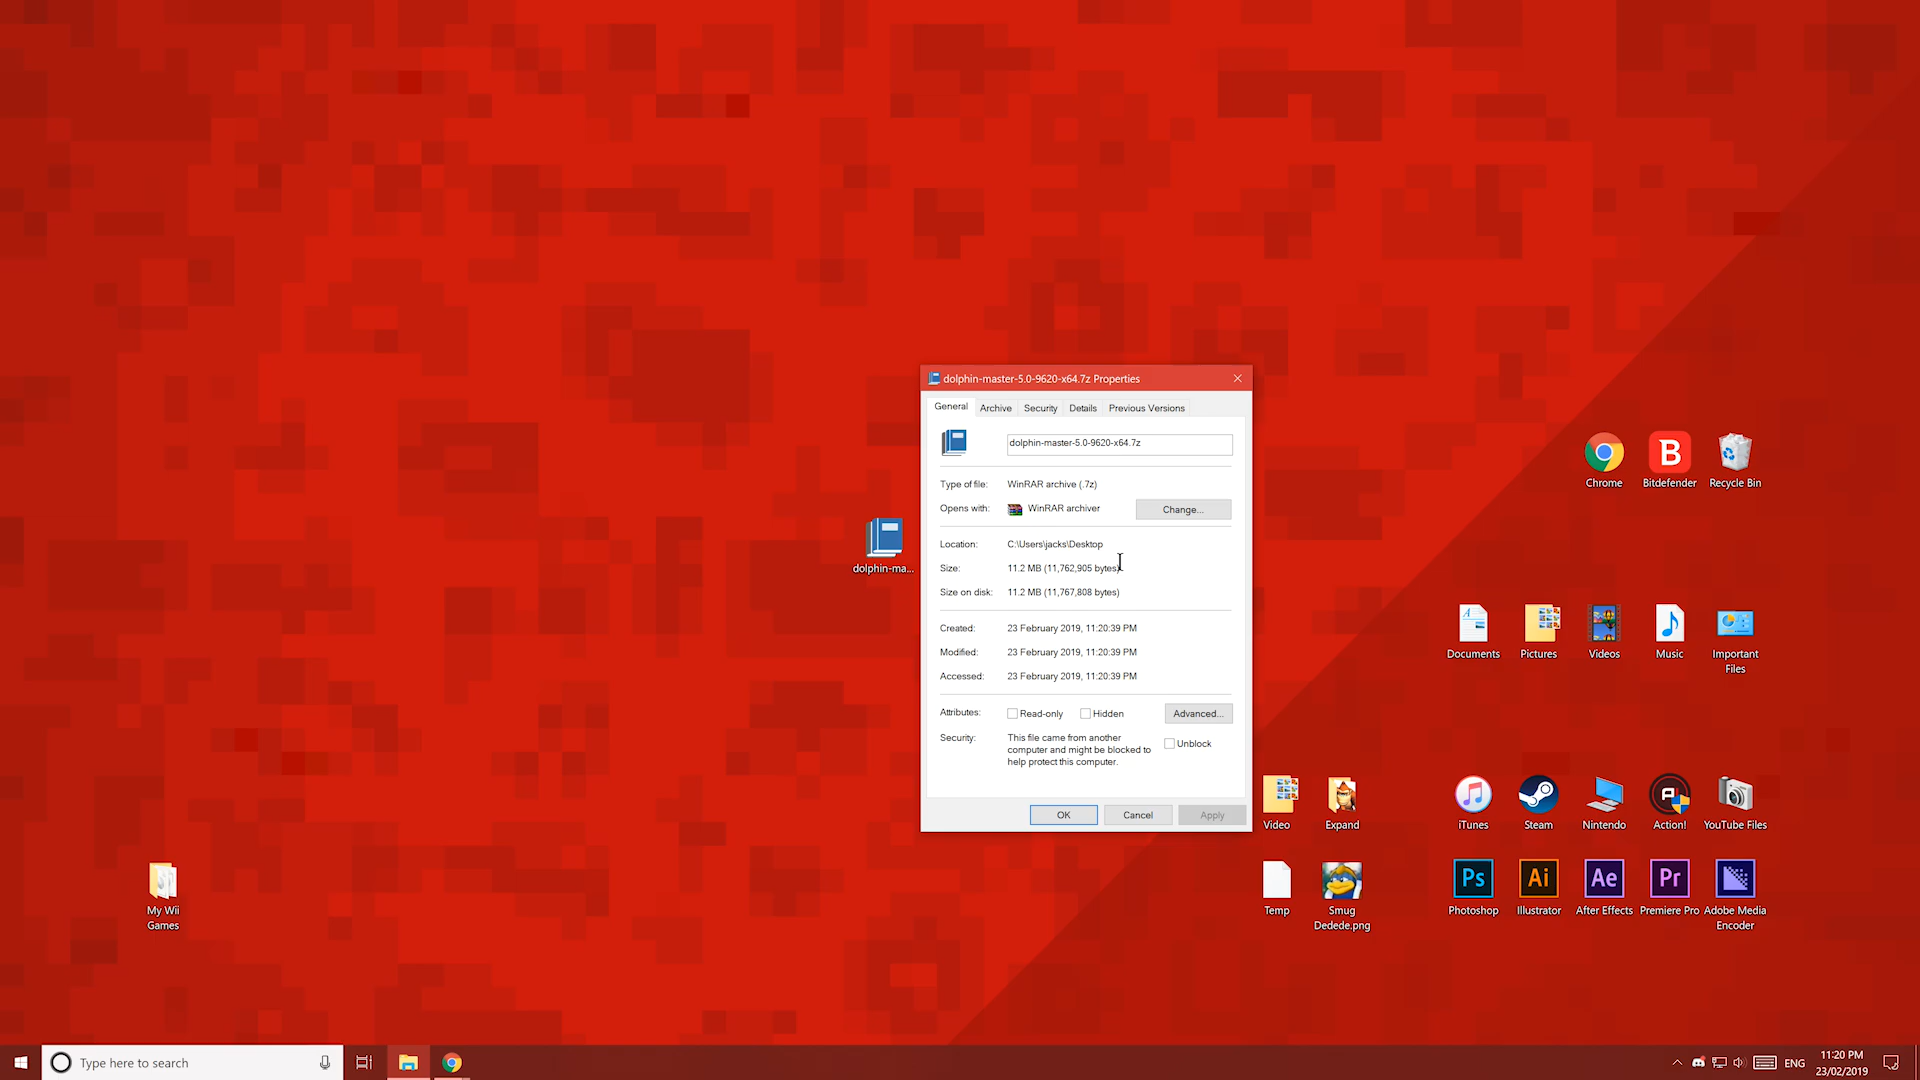 dolphin-master-5.0-9620-x64.7z Properties
General Archive Security Details Previous Versions
dolphin-master-5.0-9620-x64.7z
Type of file: WinRAR archive (.7z)
Opens with: WinRAR archiver Change...
Location: C:\Users\jacks\Desktop
Size: 11.2 MB (11,762,905 bytes)
Size on disk: 11.2 MB (11,767,808 bytes)
Created: 23 February 2019, 11:20:39 PM
Modified: 23 February 2019, 11:20:39 PM
Accessed: 23 February 2019, 11:20:39 PM
Attributes: Read-only Hidden Advanced...
Security: This file came from another
computer and might be blocked to
help protect this computer.
Unblock
OK Cancel Apply
dolphin-ma...
B
Chrome Bitdefender Recycle Bin
Documents Pictures Videos Music Important
Files
Video Expand iTunes Steam Nintendo Action! YouTube Files
Ps Ai Ae Pr
Temp Smug
Dedede.png
Photoshop Illustrator After Effects Premiere Pro Adobe Media
Encoder
My Wii
Games
Type here to search
ENG
11:20 PM
23/02/2019